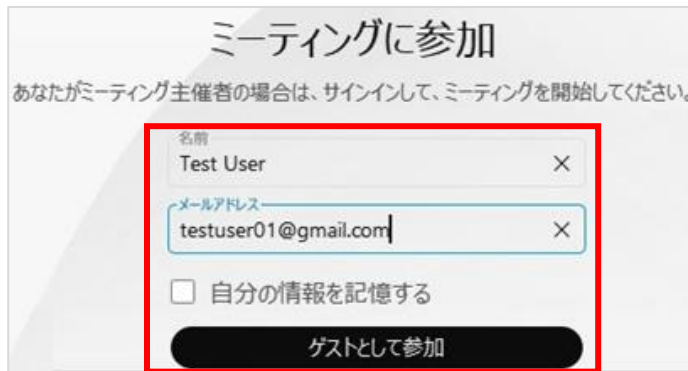 ミーティングに参加
あなたがミーティング主催者の場合は、サインインして、ミーティングを開始してください。
名前
Test User
メールアドレス
testuser01@gmail.com
自分の情報を記憶する
ゲストとして参加